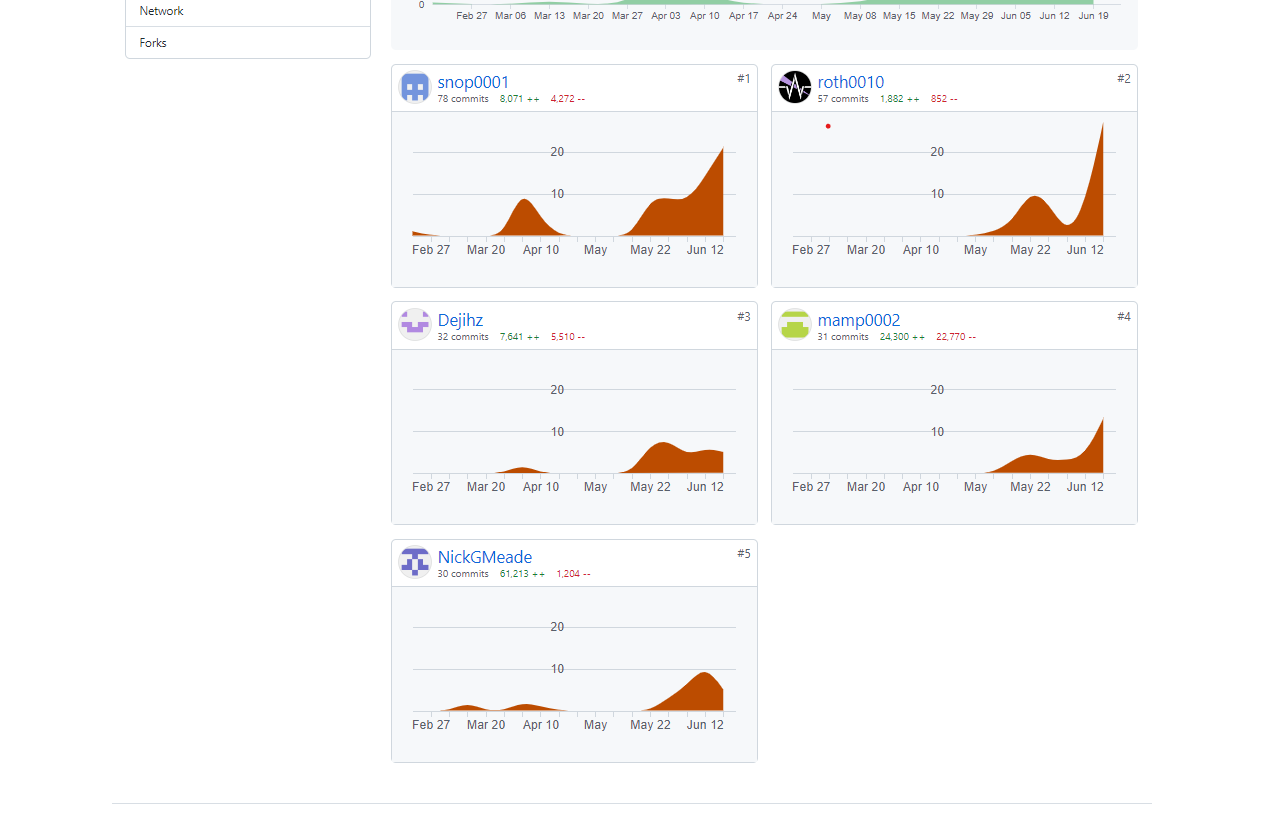 Network
Forks
0
Feb 27 Mar 06 Mar 13 Mar 20 Mar 27 Apr 03 Apr 10 Apr 17 Apr 24 May May 08 May 15 May 22 May 29 Jun 05 Jun 12 Jun 19
snop0001 #1
78 commits 8,071 ++ 4,272 --
20
10
Feb 27 Mar 20 Apr 10 May May 22 Jun 12
roth0010 #2
57 commits 1,882 ++ 852 --
20
10
Feb 27 Mar 20 Apr 10 May May 22 Jun 12
Dejihz #3
32 commits 7,641 ++ 5,510 --
20
10
Feb 27 Mar 20 Apr 10 May May 22 Jun 12
mamp0002 #4
31 commits 24,300 ++ 22,770 --
20
10
Feb 27 Mar 20 Apr 10 May May 22 Jun 12
NickGMeade #5
30 commits 61,213 ++ 1,204 --
20
10
Feb 27 Mar 20 Apr 10 May May 22 Jun 12